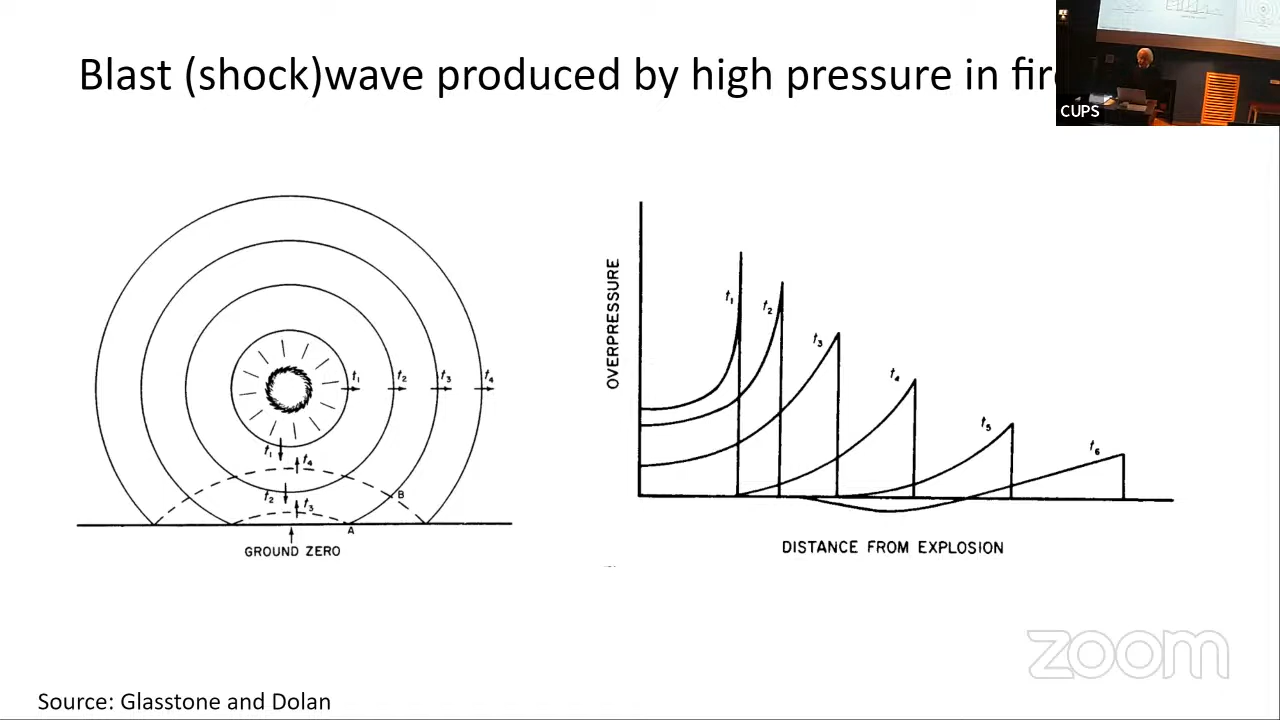 Blast (shock)wave produced by high pressure in fir
CUPS
t₁ t₂ t₃ t₄
t₁
t₄
t₂
t₃
B
A
GROUND ZERO
OVERPRESSURE
t₁
t₂
t₃
t₄
t₅
t₆
DISTANCE FROM EXPLOSION
zoom
Source: Glasstone and Dolan